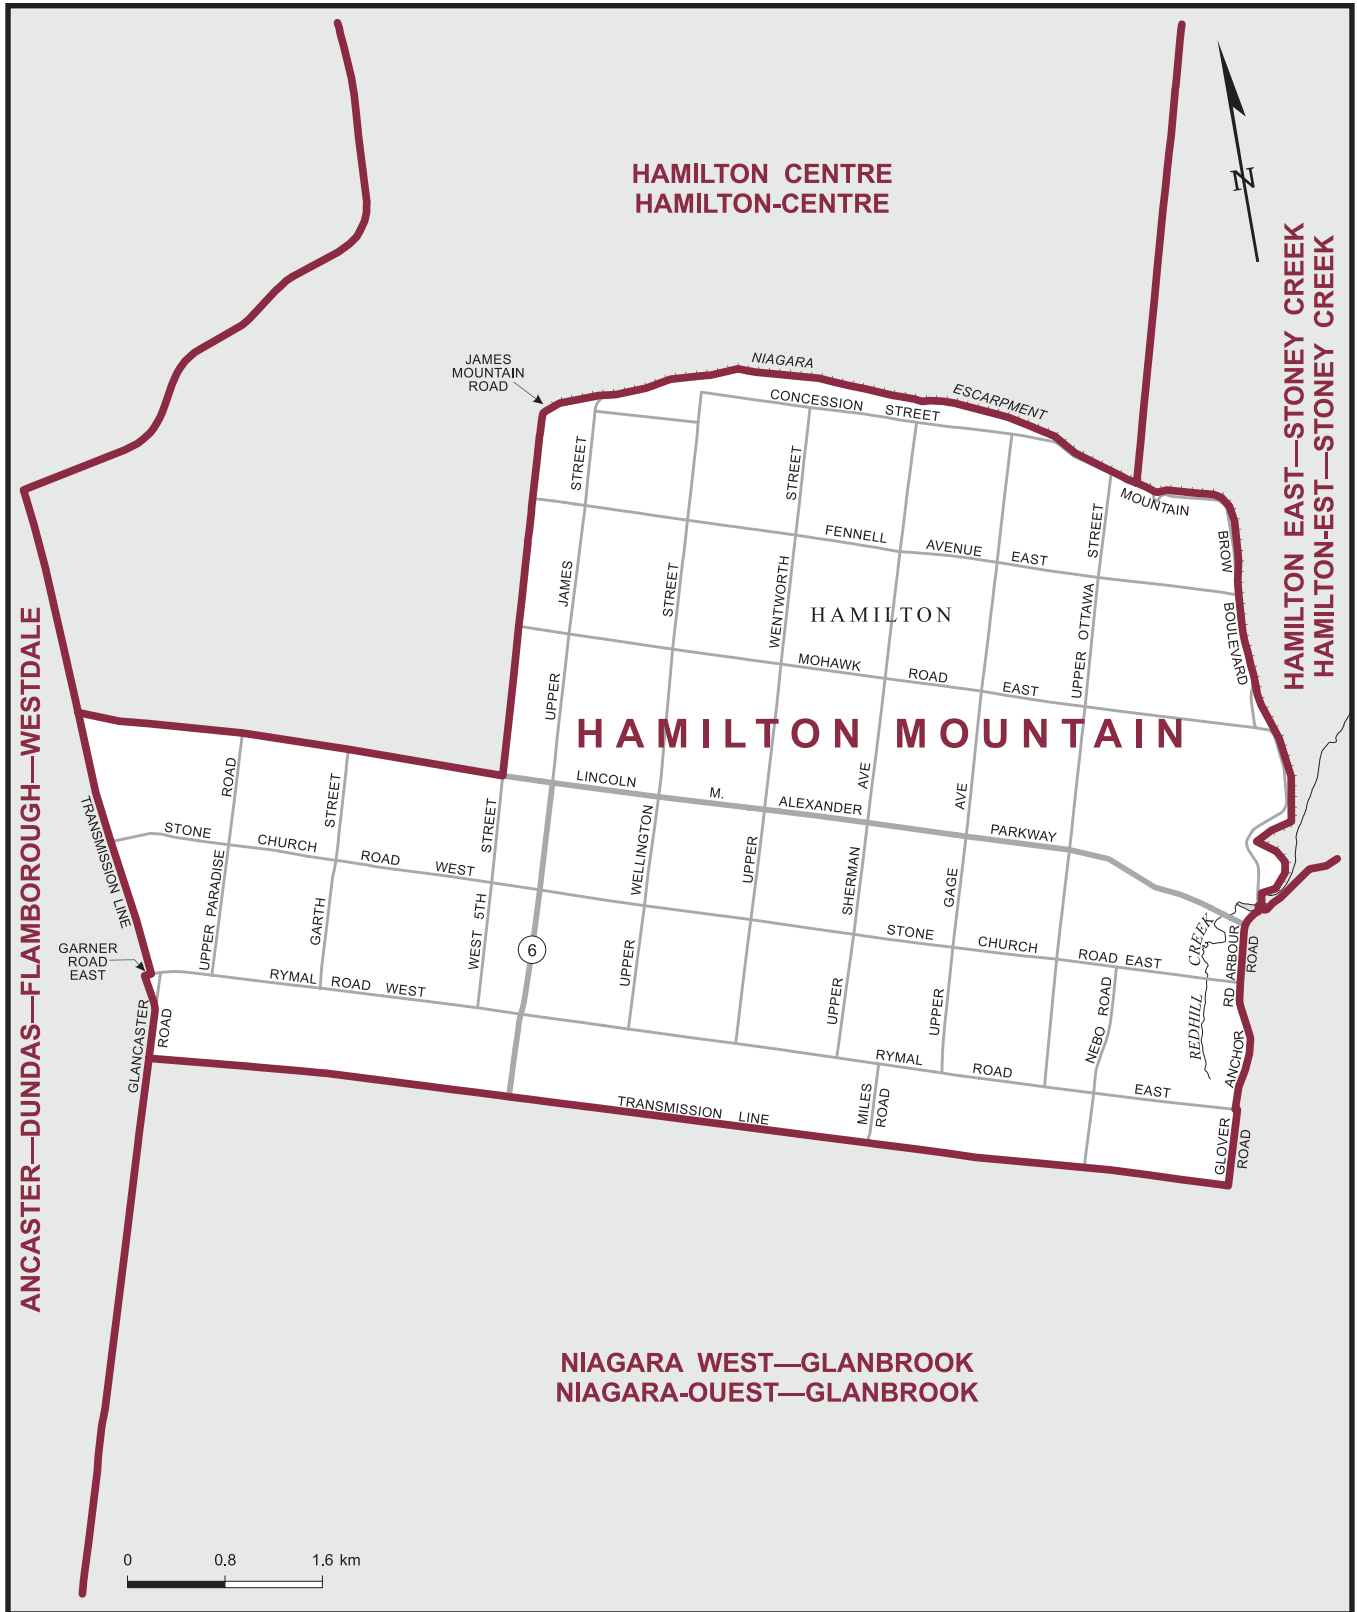 HAMILTON CENTRE
HAMILTON-CENTRE
N
HAMILTON EAST—STONEY CREEK
HAMILTON-EST—STONEY CREEK
JAMES
MOUNTAIN
ROAD
NIAGARA
ESCARPMENT
CONCESSION STREET
STREET
STREET
MOUNTAIN
STREET
BROW
FENNELL AVENUE EAST
JAMES
STREET
WENTWORTH
HAMILTON
UPPER OTTAWA
BOULEVARD
MOHAWK ROAD EAST
UPPER
HAMILTON MOUNTAIN
ANCASTER—DUNDAS—FLAMBOROUGH—WESTDALE
ROAD
STREET
STREET
LINCOLN M. ALEXANDER PARKWAY
AVE
AVE
TRANSMISSION LINE
STONE CHURCH ROAD WEST
UPPER PARADISE
GARTH
WEST 5TH
WELLINGTON
UPPER
SHERMAN
GAGE
6
STONE CHURCH ROAD EAST
CREEK
ARBOUR
ROAD
GARNER
ROAD
EAST
RYMAL ROAD WEST
UPPER
UPPER
UPPER
NEBO ROAD
REDHILL
RD
ANCHOR
GLANCASTER
ROAD
RYMAL ROAD EAST
TRANSMISSION LINE
MILES
ROAD
GLOVER
ROAD
NIAGARA WEST—GLANBROOK
NIAGARA-OUEST—GLANBROOK
0 0.8 1.6 km